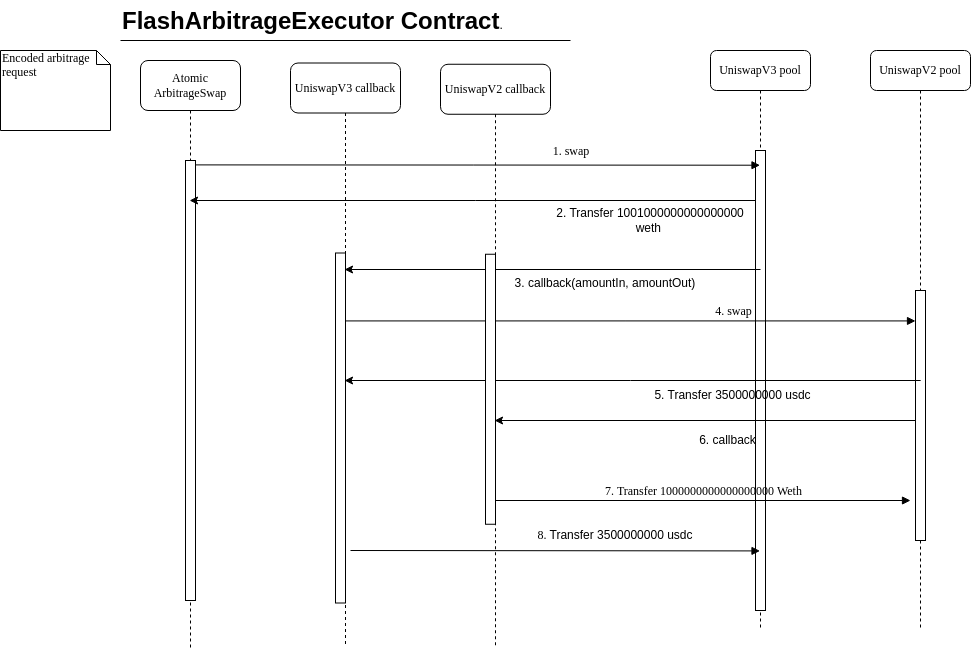 FlashArbitrageExecutor Contract.
Encoded arbitrage
request
Atomic
ArbitrageSwap
UniswapV3 callback
UniswapV2 callback
UniswapV3 pool
UniswapV2 pool
1. swap
2. Transfer 1001000000000000000
weth
3. callback(amountIn, amountOut)
4. swap
5. Transfer 3500000000 usdc
6. callback
7. Transfer 1000000000000000000 Weth
8. Transfer 3500000000 usdc